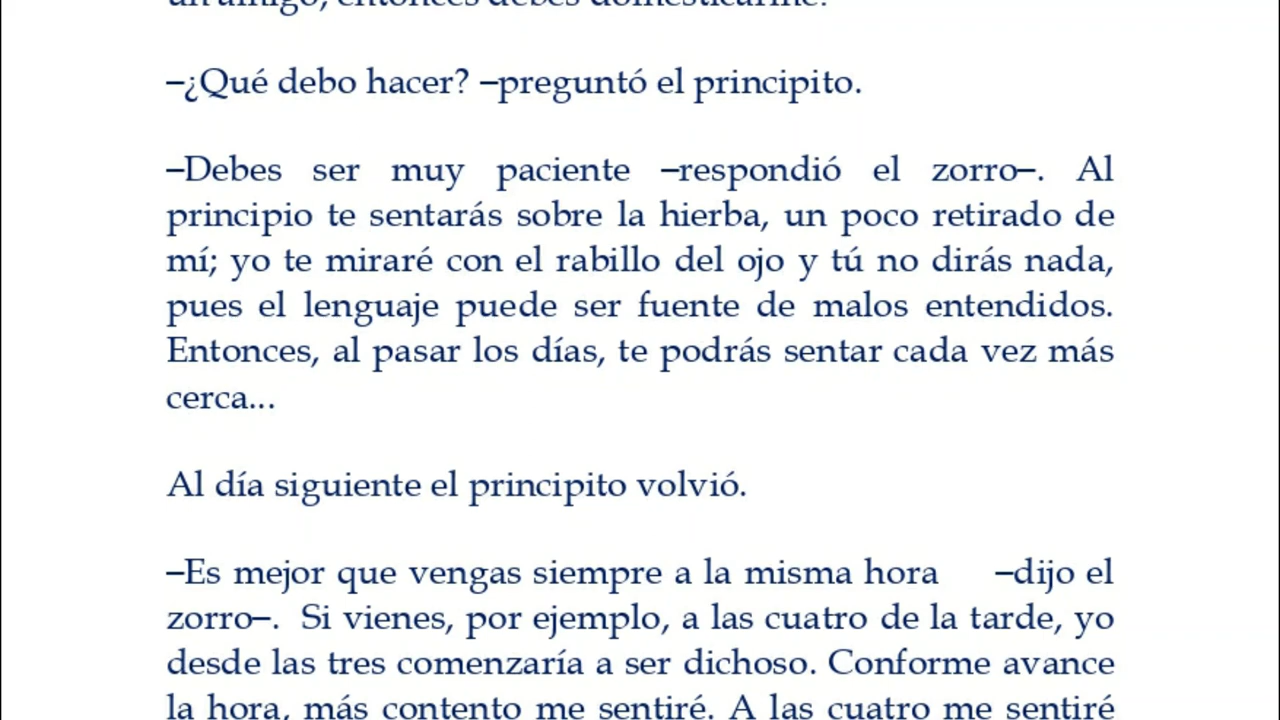 un amigo, entonces debes domesticarme.
–¿Qué debo hacer? –preguntó el principito.
–Debes ser muy paciente –respondió el zorro–. Al
principio te sentarás sobre la hierba, un poco retirado de
mí; yo te miraré con el rabillo del ojo y tú no dirás nada,
pues el lenguaje puede ser fuente de malos entendidos.
Entonces, al pasar los días, te podrás sentar cada vez más
cerca...
Al día siguiente el principito volvió.
–Es mejor que vengas siempre a la misma hora –dijo el
zorro–. Si vienes, por ejemplo, a las cuatro de la tarde, yo
desde las tres comenzaría a ser dichoso. Conforme avance
la hora, más contento me sentiré. A las cuatro me sentiré